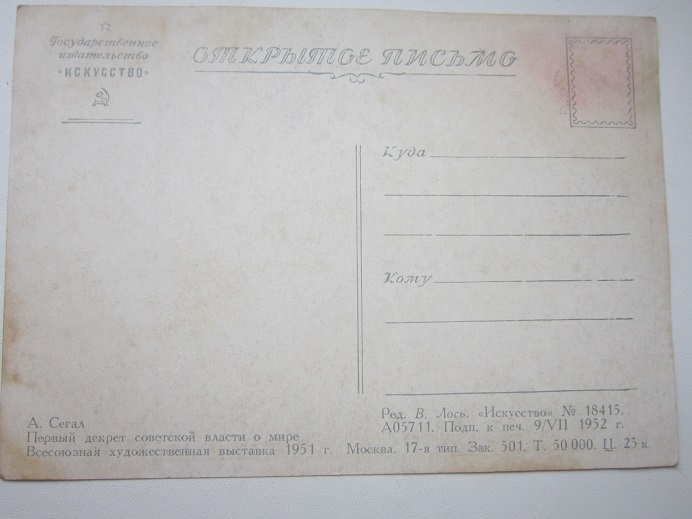 Государственное
издательство
«ИСКУССТВО»
ОТКРЫТОЕ ПИСЬМО
Куда
Кому
А. Сегал
Первый декрет советской власти о мире
Всесоюзная художественная выставка 1951 г.
Ред. В. Лось. «Искусство» № 18415.
А05711. Подп. к печ. 9/VII 1952 г.
Москва. 17-я тип. Зак. 501. Т. 50 000. Ц. 25 к.